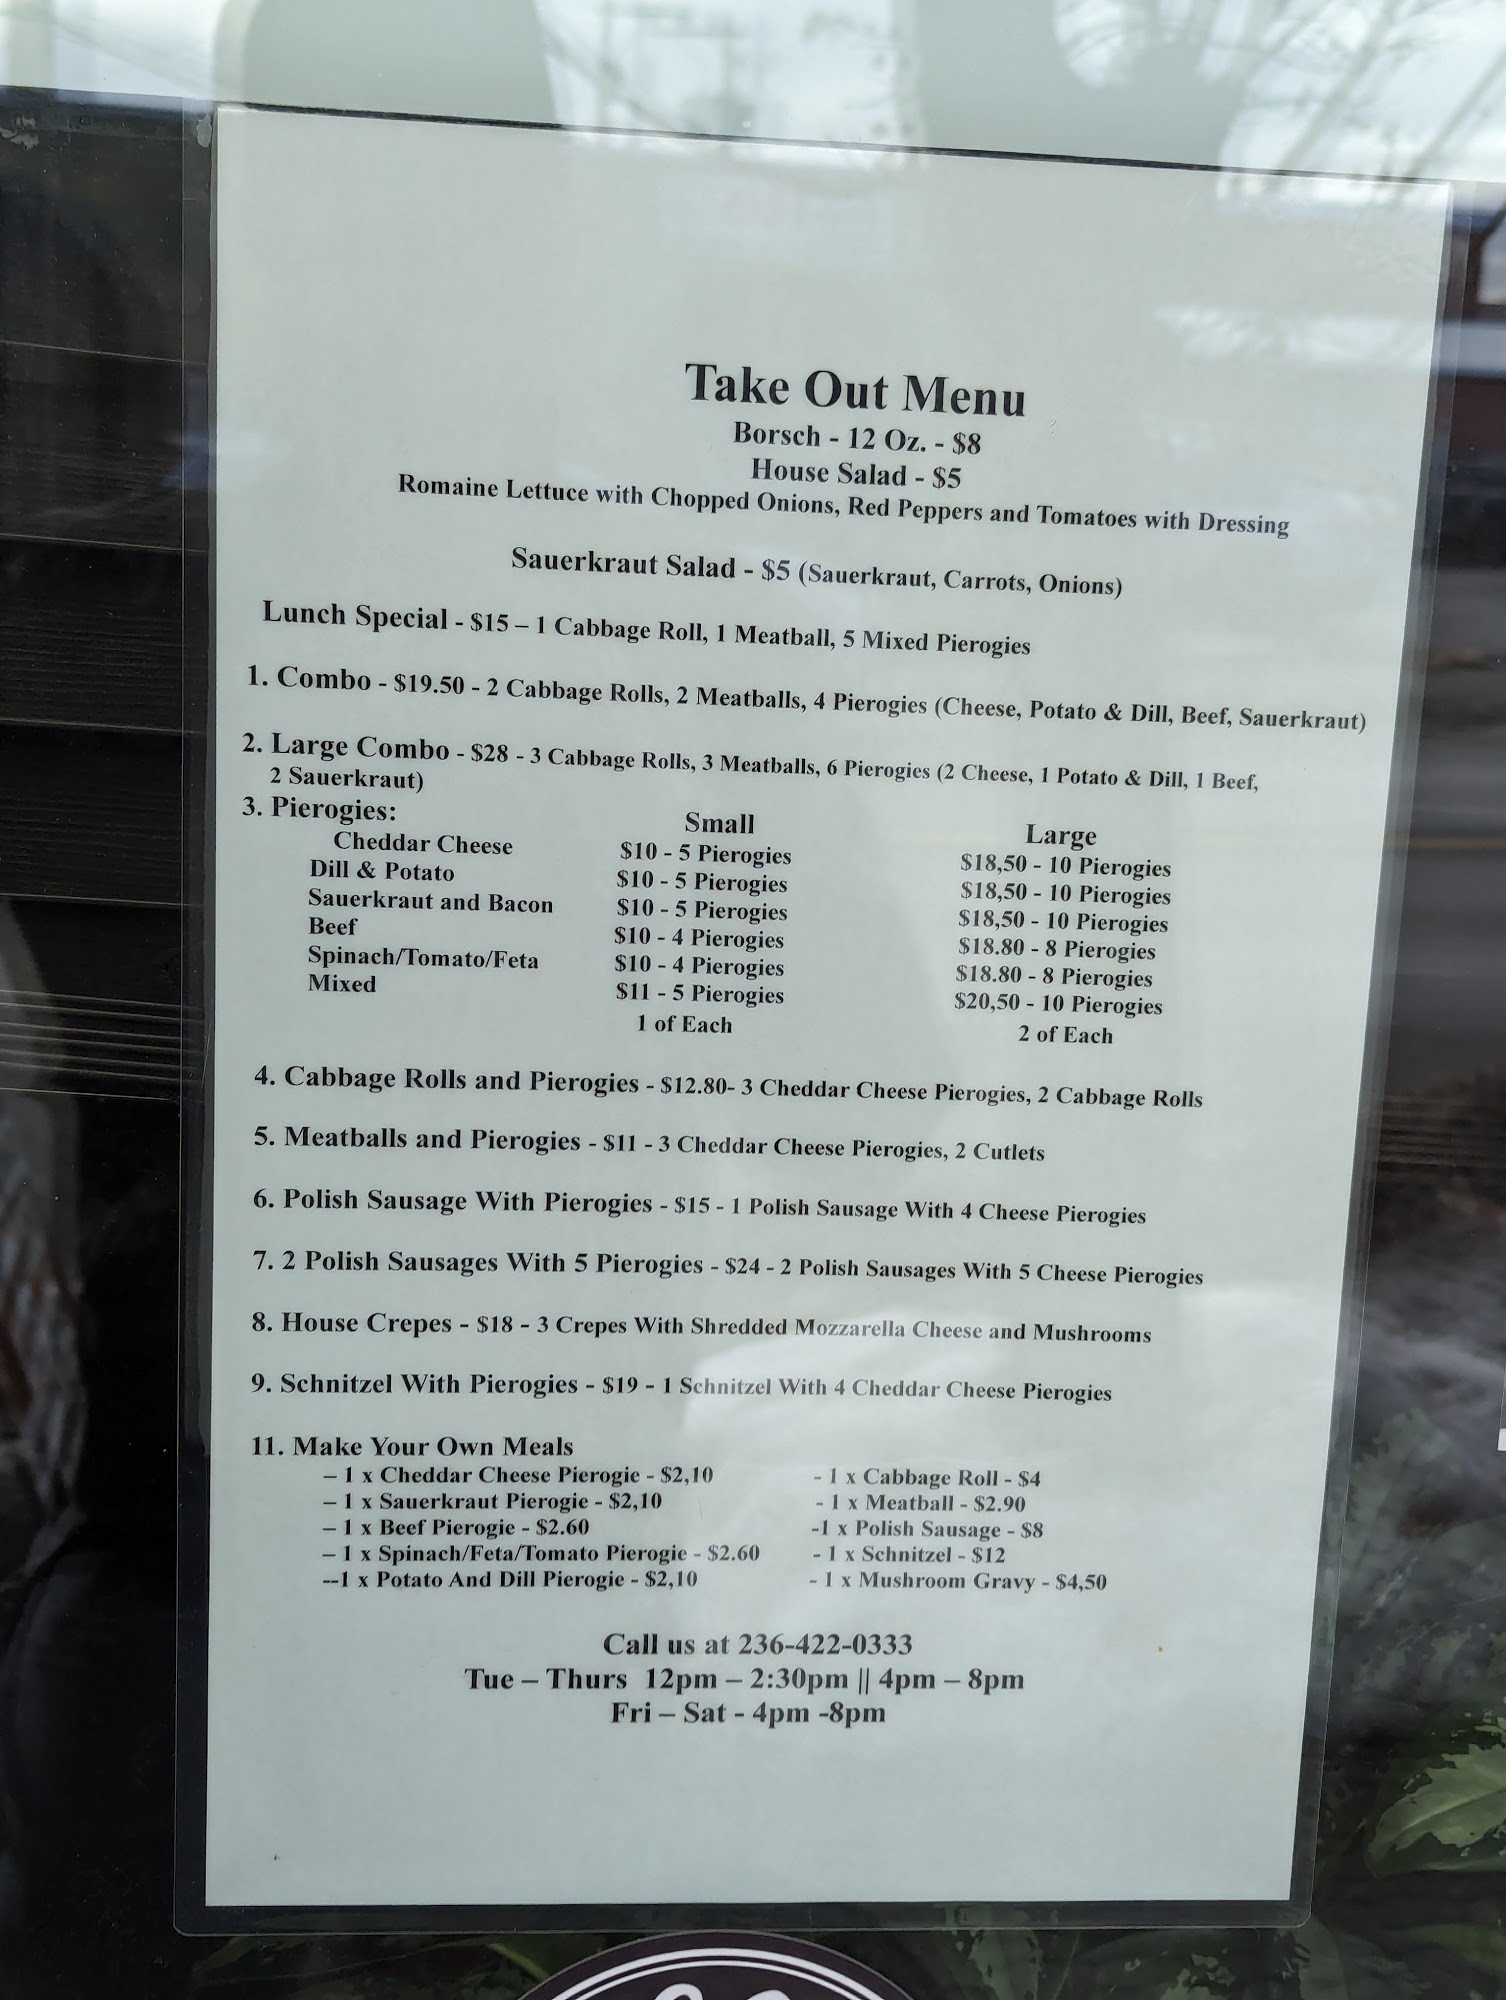 Take Out Menu
Borsch - 12 Oz. - $8
House Salad - $5
Romaine Lettuce with Chopped Onions, Red Peppers and Tomatoes with Dressing
Sauerkraut Salad - $5 (Sauerkraut, Carrots, Onions)
Lunch Special - $15 – 1 Cabbage Roll, 1 Meatball, 5 Mixed Pierogies
1. Combo - $19.50 - 2 Cabbage Rolls, 2 Meatballs, 4 Pierogies (Cheese, Potato & Dill, Beef, Sauerkraut)
2. Large Combo - $28 - 3 Cabbage Rolls, 3 Meatballs, 6 Pierogies (2 Cheese, 1 Potato & Dill, 1 Beef,
2 Sauerkraut)
3. Pierogies: Small Large
Cheddar Cheese $10 - 5 Pierogies $18,50 - 10 Pierogies
Dill & Potato $10 - 5 Pierogies $18,50 - 10 Pierogies
Sauerkraut and Bacon $10 - 5 Pierogies $18,50 - 10 Pierogies
Beef $10 - 4 Pierogies $18.80 - 8 Pierogies
Spinach/Tomato/Feta $10 - 4 Pierogies $18.80 - 8 Pierogies
Mixed $11 - 5 Pierogies $20,50 - 10 Pierogies
1 of Each 2 of Each
4. Cabbage Rolls and Pierogies - $12.80- 3 Cheddar Cheese Pierogies, 2 Cabbage Rolls
5. Meatballs and Pierogies - $11 - 3 Cheddar Cheese Pierogies, 2 Cutlets
6. Polish Sausage With Pierogies - $15 - 1 Polish Sausage With 4 Cheese Pierogies
7. 2 Polish Sausages With 5 Pierogies - $24 - 2 Polish Sausages With 5 Cheese Pierogies
8. House Crepes - $18 - 3 Crepes With Shredded Mozzarella Cheese and Mushrooms
9. Schnitzel With Pierogies - $19 - 1 Schnitzel With 4 Cheddar Cheese Pierogies
11. Make Your Own Meals
– 1 x Cheddar Cheese Pierogie - $2,10 - 1 x Cabbage Roll - $4
– 1 x Sauerkraut Pierogie - $2,10 - 1 x Meatball - $2.90
– 1 x Beef Pierogie - $2.60 -1 x Polish Sausage - $8
– 1 x Spinach/Feta/Tomato Pierogie - $2.60 - 1 x Schnitzel - $12
--1 x Potato And Dill Pierogie - $2,10 - 1 x Mushroom Gravy - $4,50
Call us at 236-422-0333
Tue – Thurs 12pm – 2:30pm || 4pm – 8pm
Fri – Sat - 4pm -8pm